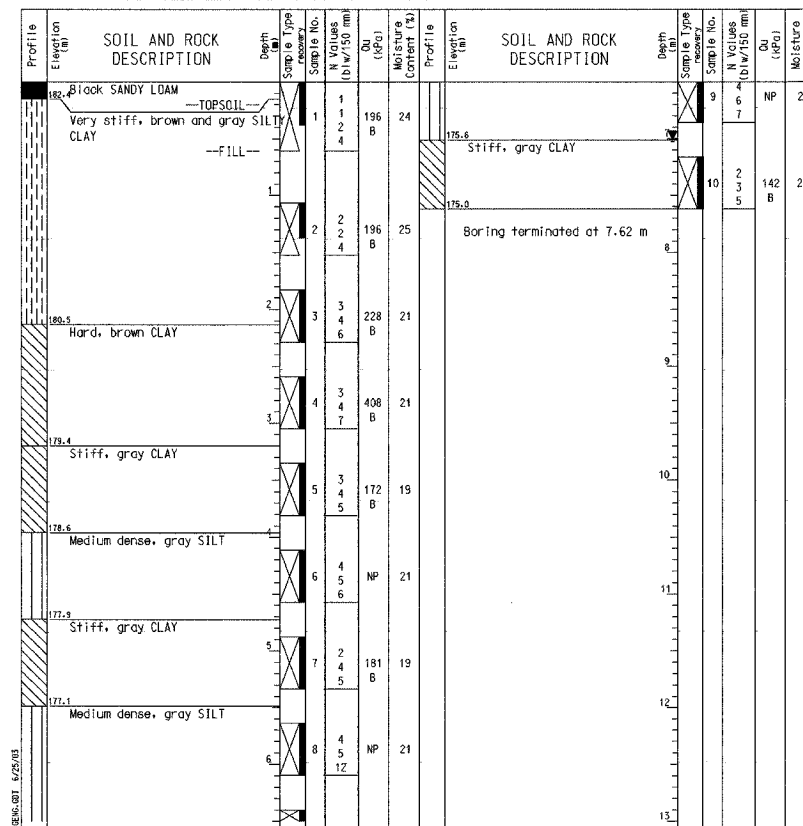 Profile
Elevation (m)
SOIL AND ROCK DESCRIPTION
Depth (m)
Sample Type
recovery
Sample No.
N Values (blw/150 mm)
Qu (kPa)
Moisture Content (%)
182.4
Black SANDY LOAM
--TOPSOIL--
Very stiff, brown and gray SILTY
CLAY
--FILL--
1
1
1
2
4
196
B
24
1
2
2
2
4
196
B
25
2
3
3
4
6
228
B
21
180.5
Hard, brown CLAY
4
3
4
7
408
B
21
3
179.4
Stiff, gray CLAY
5
3
4
5
172
B
19
178.6
4
Medium dense, gray SILT
6
4
5
6
NP
21
177.9
Stiff, gray CLAY
5
7
2
4
5
181
B
19
177.1
Medium dense, gray SILT
8
4
5
12
NP
21
6
6/25/03
Profile
Elevation (m)
SOIL AND ROCK DESCRIPTION
Depth (m)
Sample Type
recovery
Sample No.
N Values (blw/150 mm)
Qu (kPa)
Moisture
9
4
6
7
NP
2
175.6
7
Stiff, gray CLAY
10
2
3
5
142
B
2
175.0
Boring terminated at 7.62 m
8
9
10
11
12
13